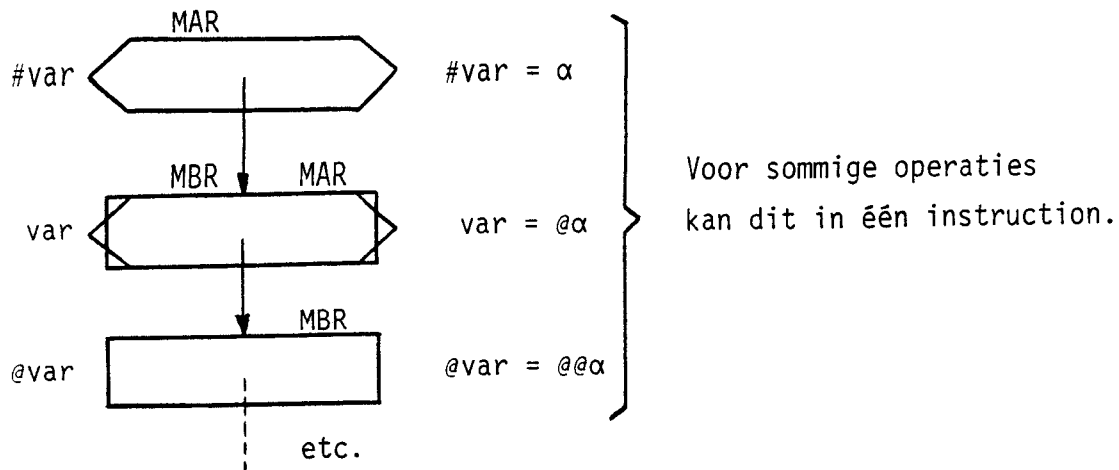 MAR
#var #var = α
MBR MAR
var var = @α
MBR
@var @var = @@α
etc.
Voor sommige operaties
kan dit in één instruction.